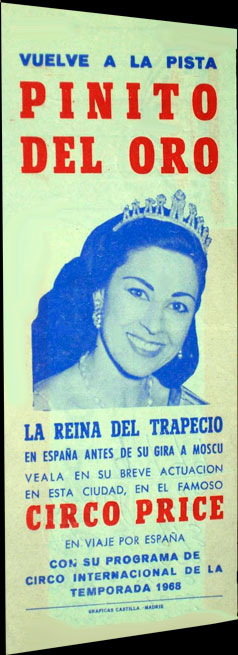 VUELVE A LA PISTA
PINITO
DEL ORO
LA REINA DEL TRAPECIO
EN ESPAÑA ANTES DE SU GIRA A MOSCU
VEALA EN SU BREVE ACTUACION
EN ESTA CIUDAD, EN EL FAMOSO
CIRCO PRICE
EN VIAJE POR ESPAÑA
CON SU PROGRAMA DE
CIRCO INTERNACIONAL DE LA
TEMPORADA 1968
GRAFICAS CASTILLA - MADRID